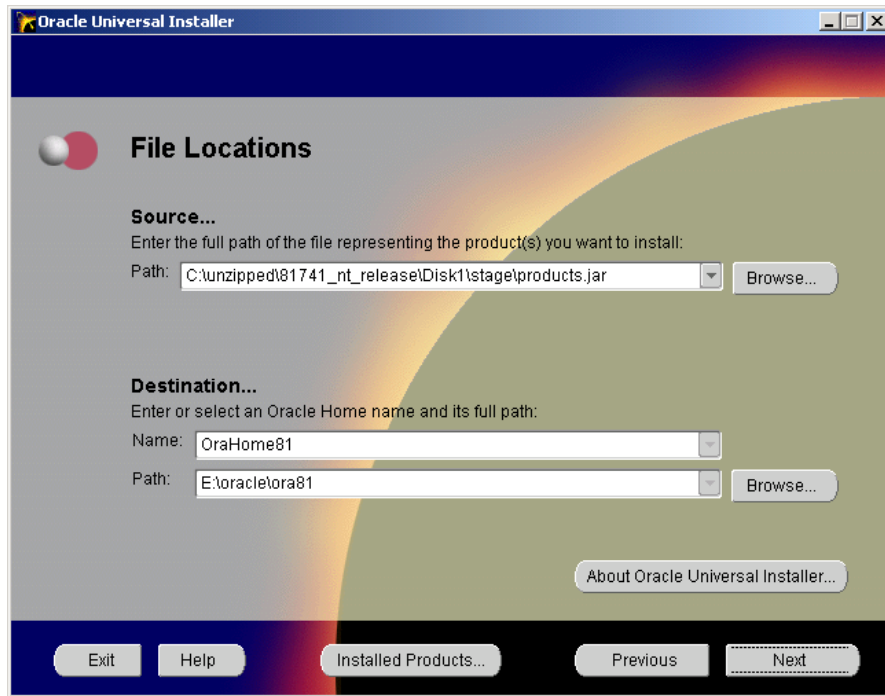 Oracle Universal Installer
File Locations
Source...
Enter the full path of the file representing the product(s) you want to install:
Path: C:\unzipped\81741_nt_release\Disk1\stage\products.jar Browse...
Destination...
Enter or select an Oracle Home name and its full path:
Name: OraHome81
Path: E:\oracle\ora81 Browse...
About Oracle Universal Installer...
Exit Help Installed Products... Previous Next